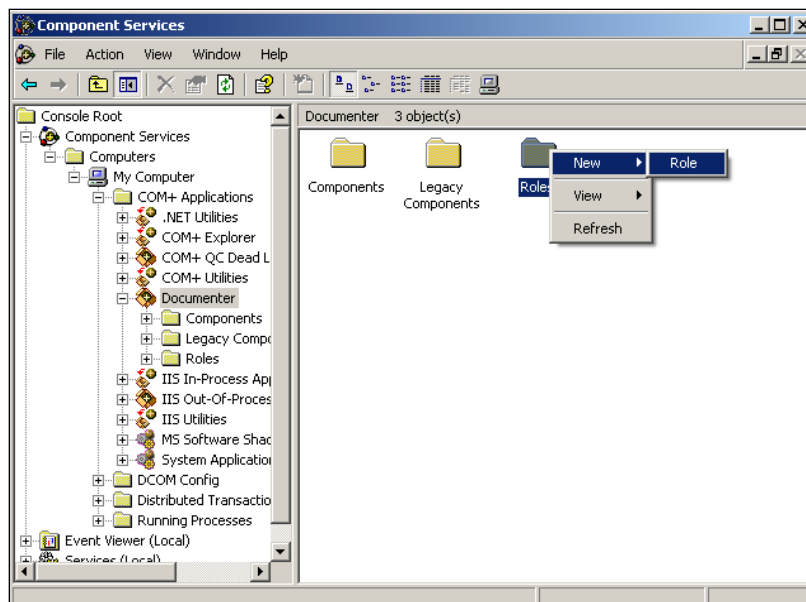 Component Services
File Action View Window Help
Console Root
Component Services
Computers
My Computer
COM+ Applications
.NET Utilities
COM+ Explorer
COM+ QC Dead L
COM+ Utilities
Documenter
Components
Legacy Compo
Roles
IIS In-Process App
IIS Out-Of-Proces
IIS Utilities
MS Software Shac
System Application
DCOM Config
Distributed Transactio
Running Processes
Event Viewer (Local)
Services (Local)
Documenter 3 object(s)
Components
Legacy Components
Roles
New
Role
View
Refresh